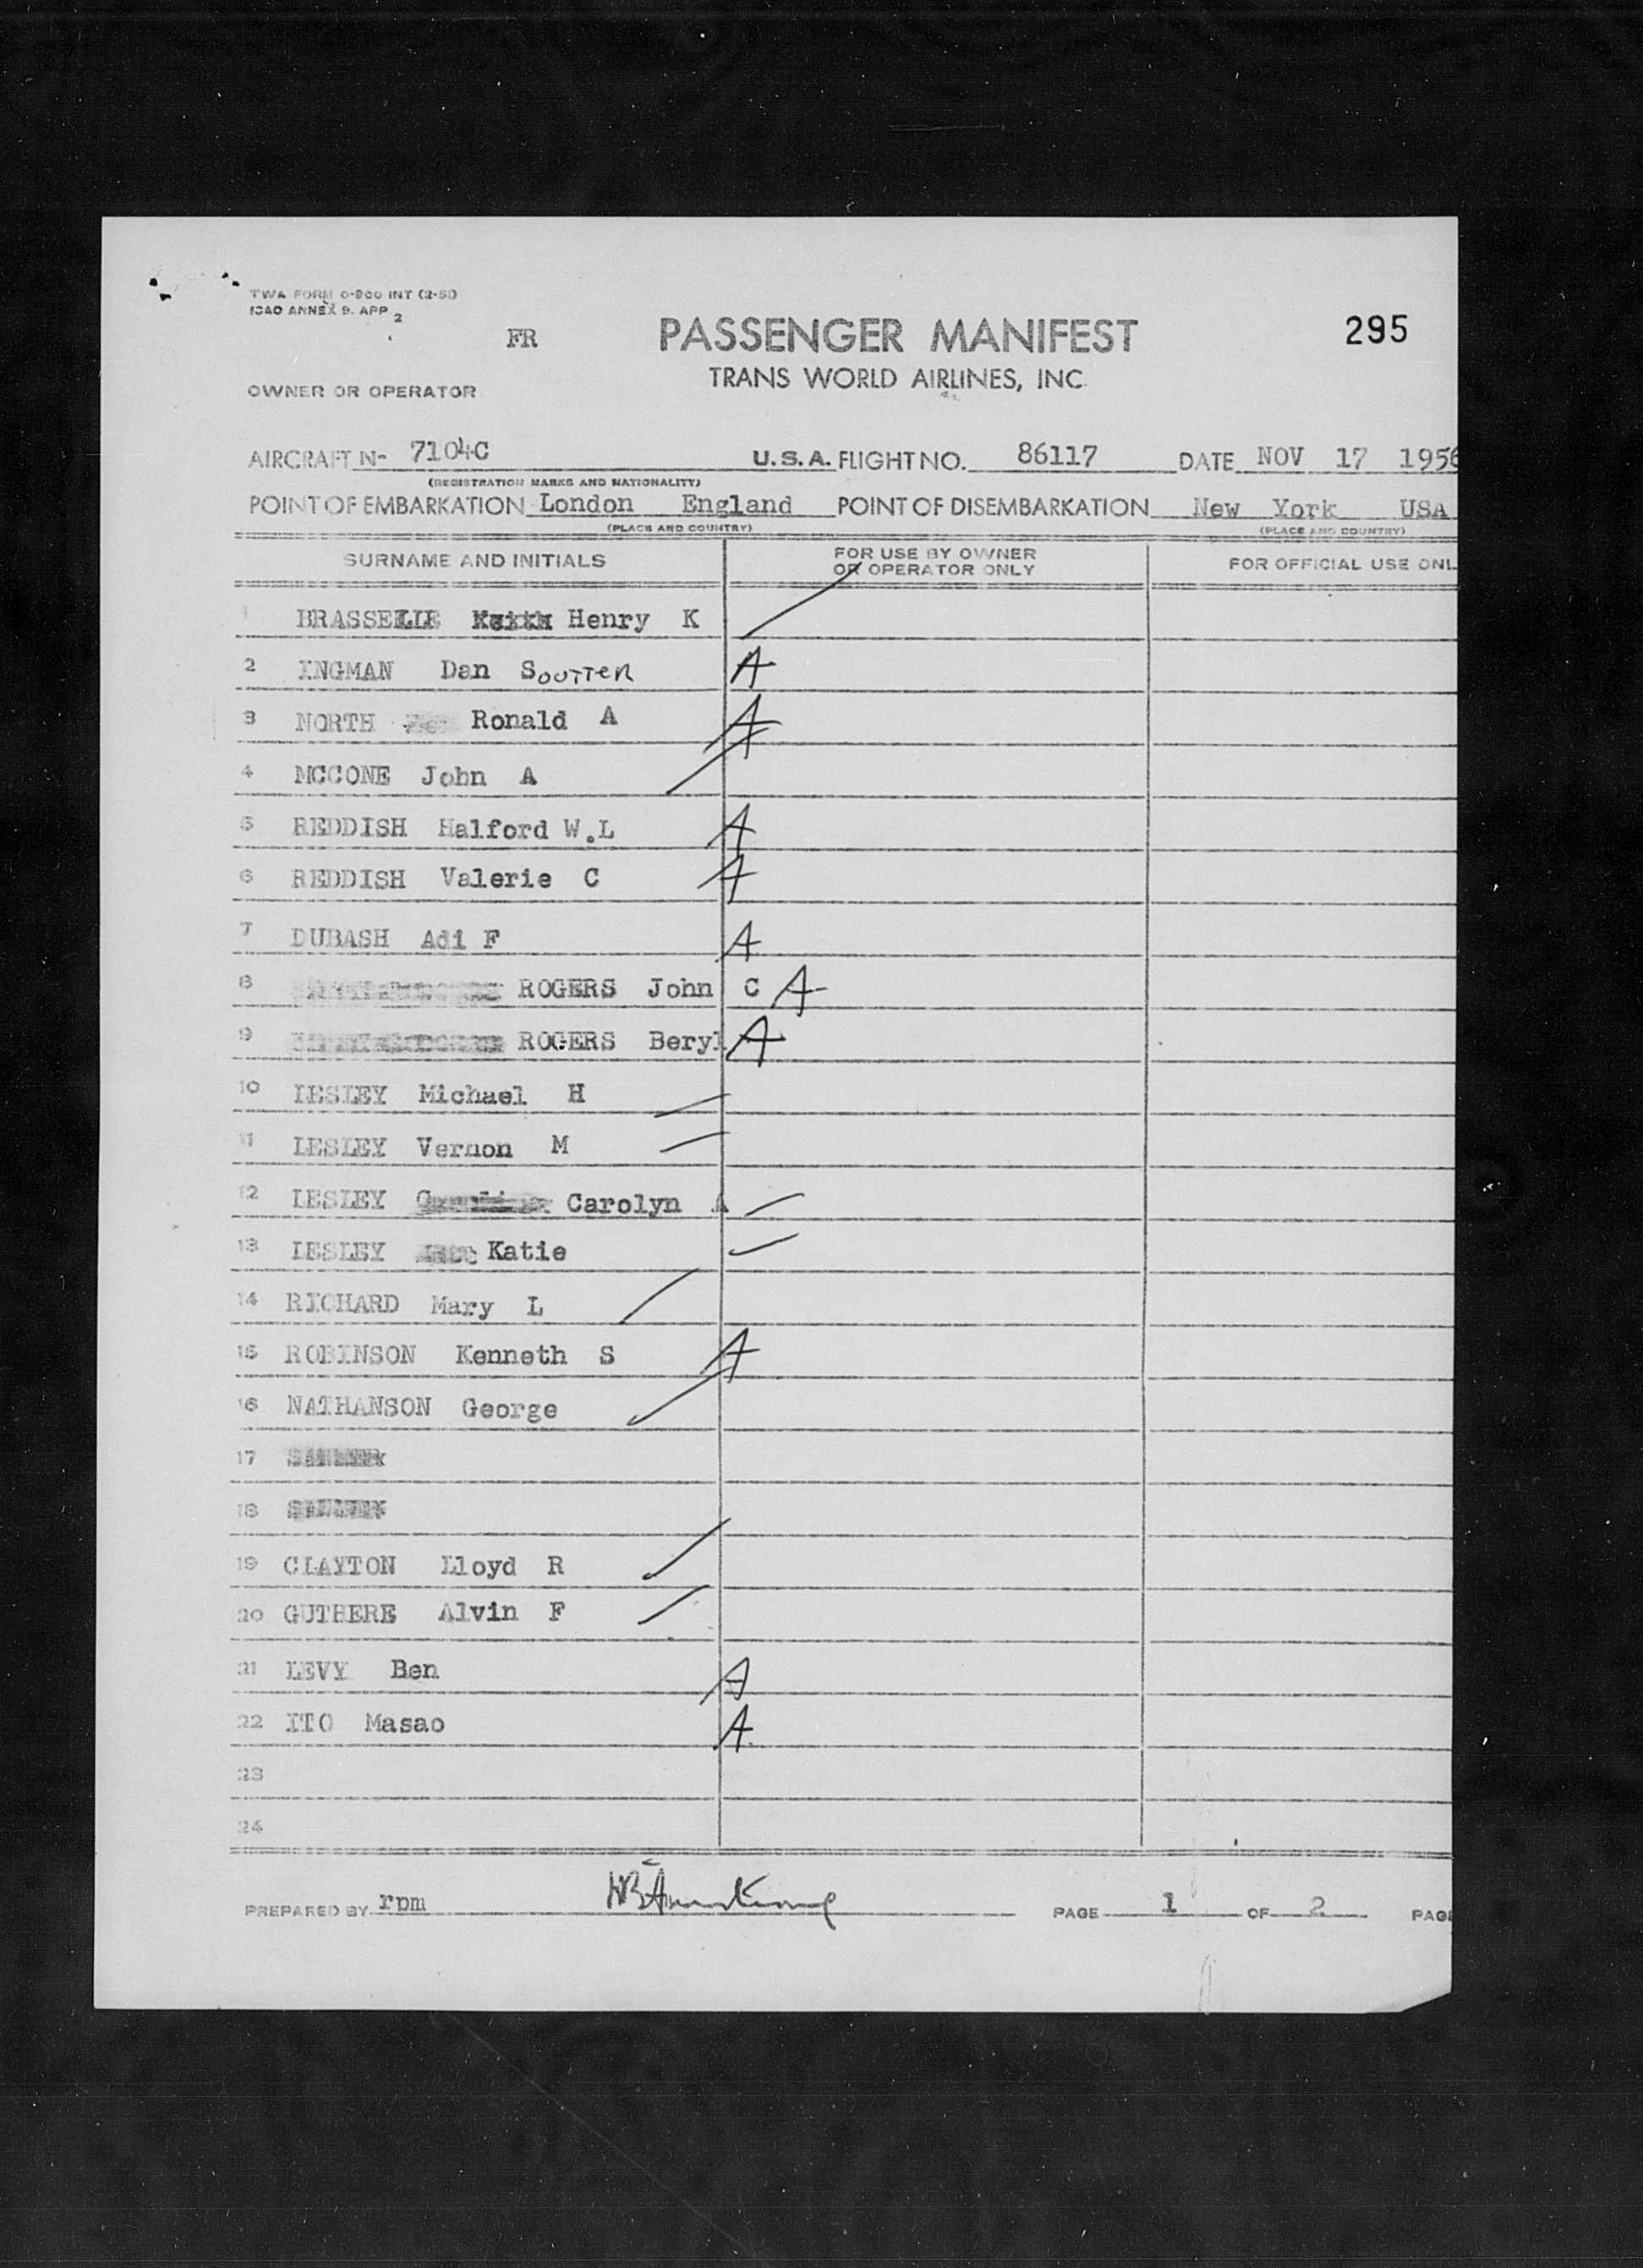 TWA FORM 0-900 INT (2-51)
ICAO ANNEX 9. APP 2
FR PASSENGER MANIFEST 295
TRANS WORLD AIRLINES, INC.
OWNER OR OPERATOR
AIRCRAFT N- 7104C U.S.A. FLIGHT NO. 86117 DATE NOV 17 1956
(REGISTRATION MARKS AND NATIONALITY)
POINT OF EMBARKATION London England POINT OF DISEMBARKATION New York USA
(PLACE AND COUNTRY) (PLACE AND COUNTRY)
SURNAME AND INITIALS FOR USE BY OWNER OR OPERATOR ONLY FOR OFFICIAL USE ONL
1 BRASSELLE Henry K
2 INGMAN Dan Soutter A
3 NORTH Ronald A A
4 MCCONE John A
5 REDDISH Halford W.L A
6 REDDISH Valerie C A
7 DUBASH Adi F A
8 ROGERS John C A
9 ROGERS Beryl A
10 LESLEY Michael H
11 LESLEY Vernon M
12 LESLEY Carolyn A
13 LESLEY Katie
14 RICHARD Mary L
15 ROBINSON Kenneth S A
16 NATHANSON George
17
18
19 CLAYTON Lloyd R
20 GUTHERE Alvin F
21 LEVY Ben A
22 ITO Masao A
23
24
PREPARED BY rpm PAGE 1 OF 2 PAGE